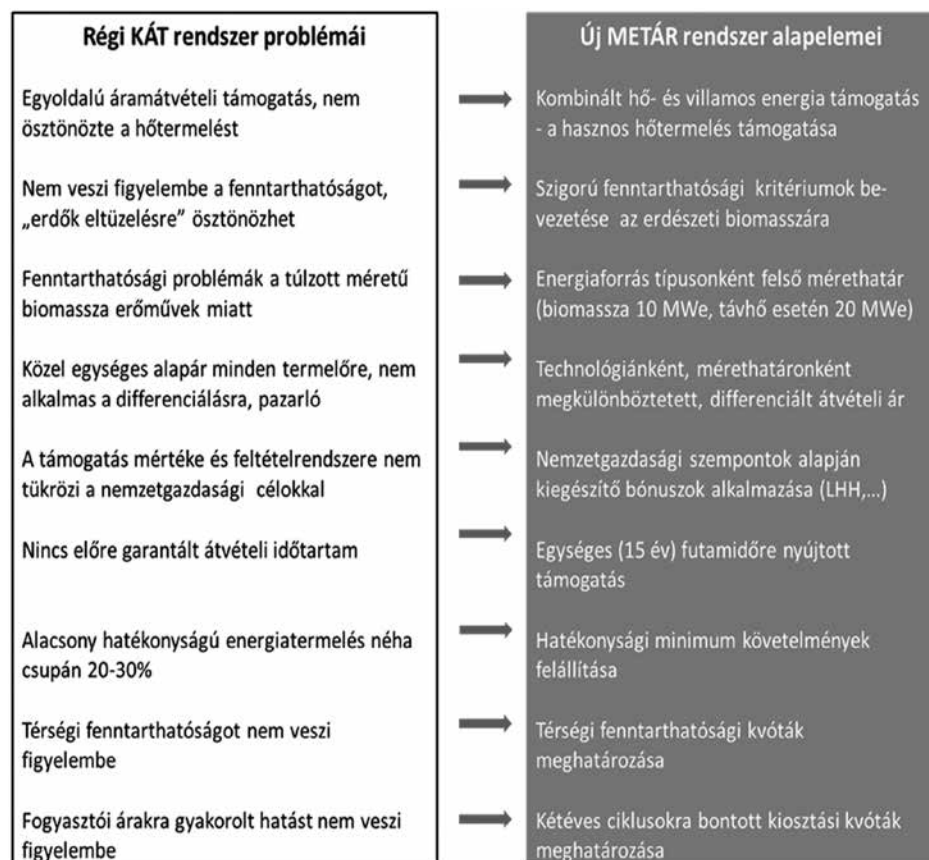 Régi KÁT rendszer problémái
Új METÁR rendszer alapelemei
Egyoldalú áramátvételi támogatás, nem
ösztönözte a hőtermelést
Kombinált hő- és villamos energia támogatás
- a hasznos hőtermelés támogatása
Nem veszi figyelembe a fenntarthatóságot,
„erdők eltüzelésre” ösztönözhet
Szigorú fenntarthatósági kritériumok be-
vezetése az erdészeti biomasszára
Fenntarthatósági problémák a túlzott méretű
biomassza erőművek miatt
Energiaforrás típusonként felső mérethatár
(biomassza 10 MWe, távhő esetén 20 MWe)
Közel egységes alapár minden termelőre, nem
alkalmas a differenciálásra, pazarló
Technológiánként, mérethatáronként
megkülönböztetett, differenciált átvételi ár
A támogatás mértéke és feltételrendszere nem
tükrözi a nemzetgazdasági célokkal
Nemzetgazdasági szempontok alapján
kiegészítő bónuszok alkalmazása (LHH,...)
Nincs előre garantált átvételi időtartam
Egységes (15 év) futamidőre nyújtott
támogatás
Alacsony hatékonyságú energiatermelés néha
csupán 20-30%
Hatékonysági minimum követelmények
felállítása
Térségi fenntarthatóságot nem veszi
figyelembe
Térségi fenntarthatósági kvóták
meghatározása
Fogyasztói árakra gyakorolt hatást nem veszi
figyelembe
Kétéves ciklusokra bontott kiosztási kvóták
meghatározása